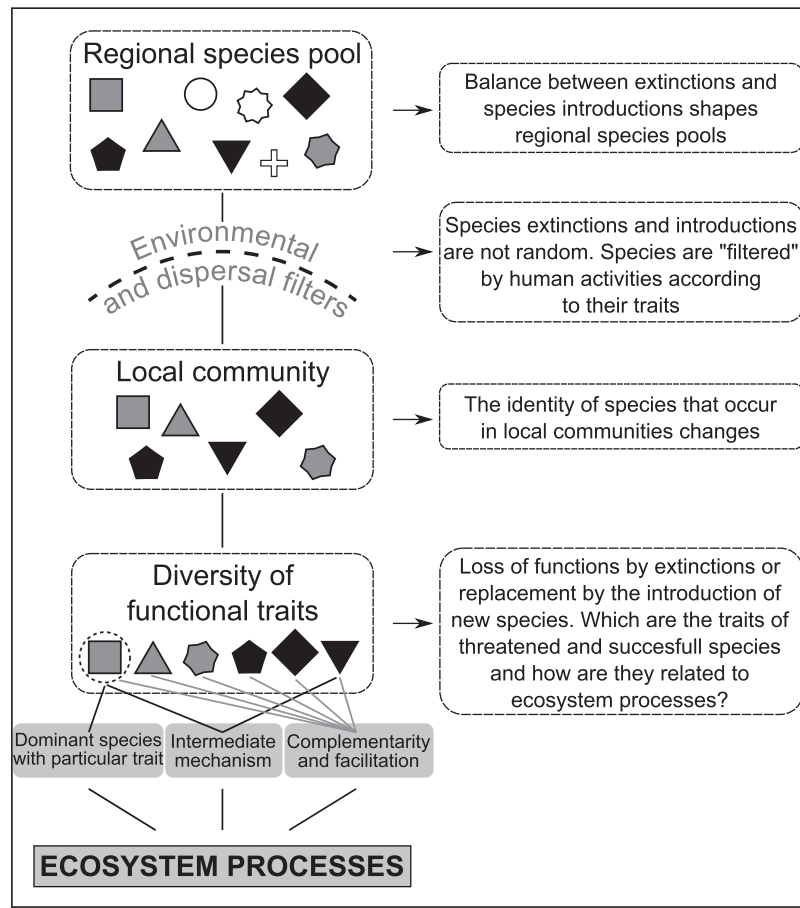 Regional species pool
Balance between extinctions and
species introductions shapes
regional species pools
Environmental
and dispersal filters
Species extinctions and introductions
are not random. Species are "filtered"
by human activities according
to their traits
Local community
The identity of species that occur
in local communities changes
Diversity of
functional traits
Loss of functions by extinctions or
replacement by the introduction of
new species. Which are the traits of
threatened and succesfull species
and how are they related to
ecosystem processes?
Dominant species
with particular trait
Intermediate
mechanism
Complementarity
and facilitation
ECOSYSTEM PROCESSES